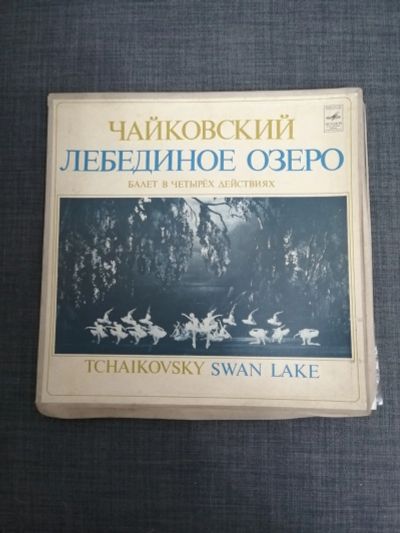 ЧАЙКОВСКИЙ
ЛЕБЕДИНОЕ ОЗЕРО
БАЛЕТ В ЧЕТЫРЁХ ДЕЙСТВИЯХ
TCHAIKOVSKY SWAN LAKE